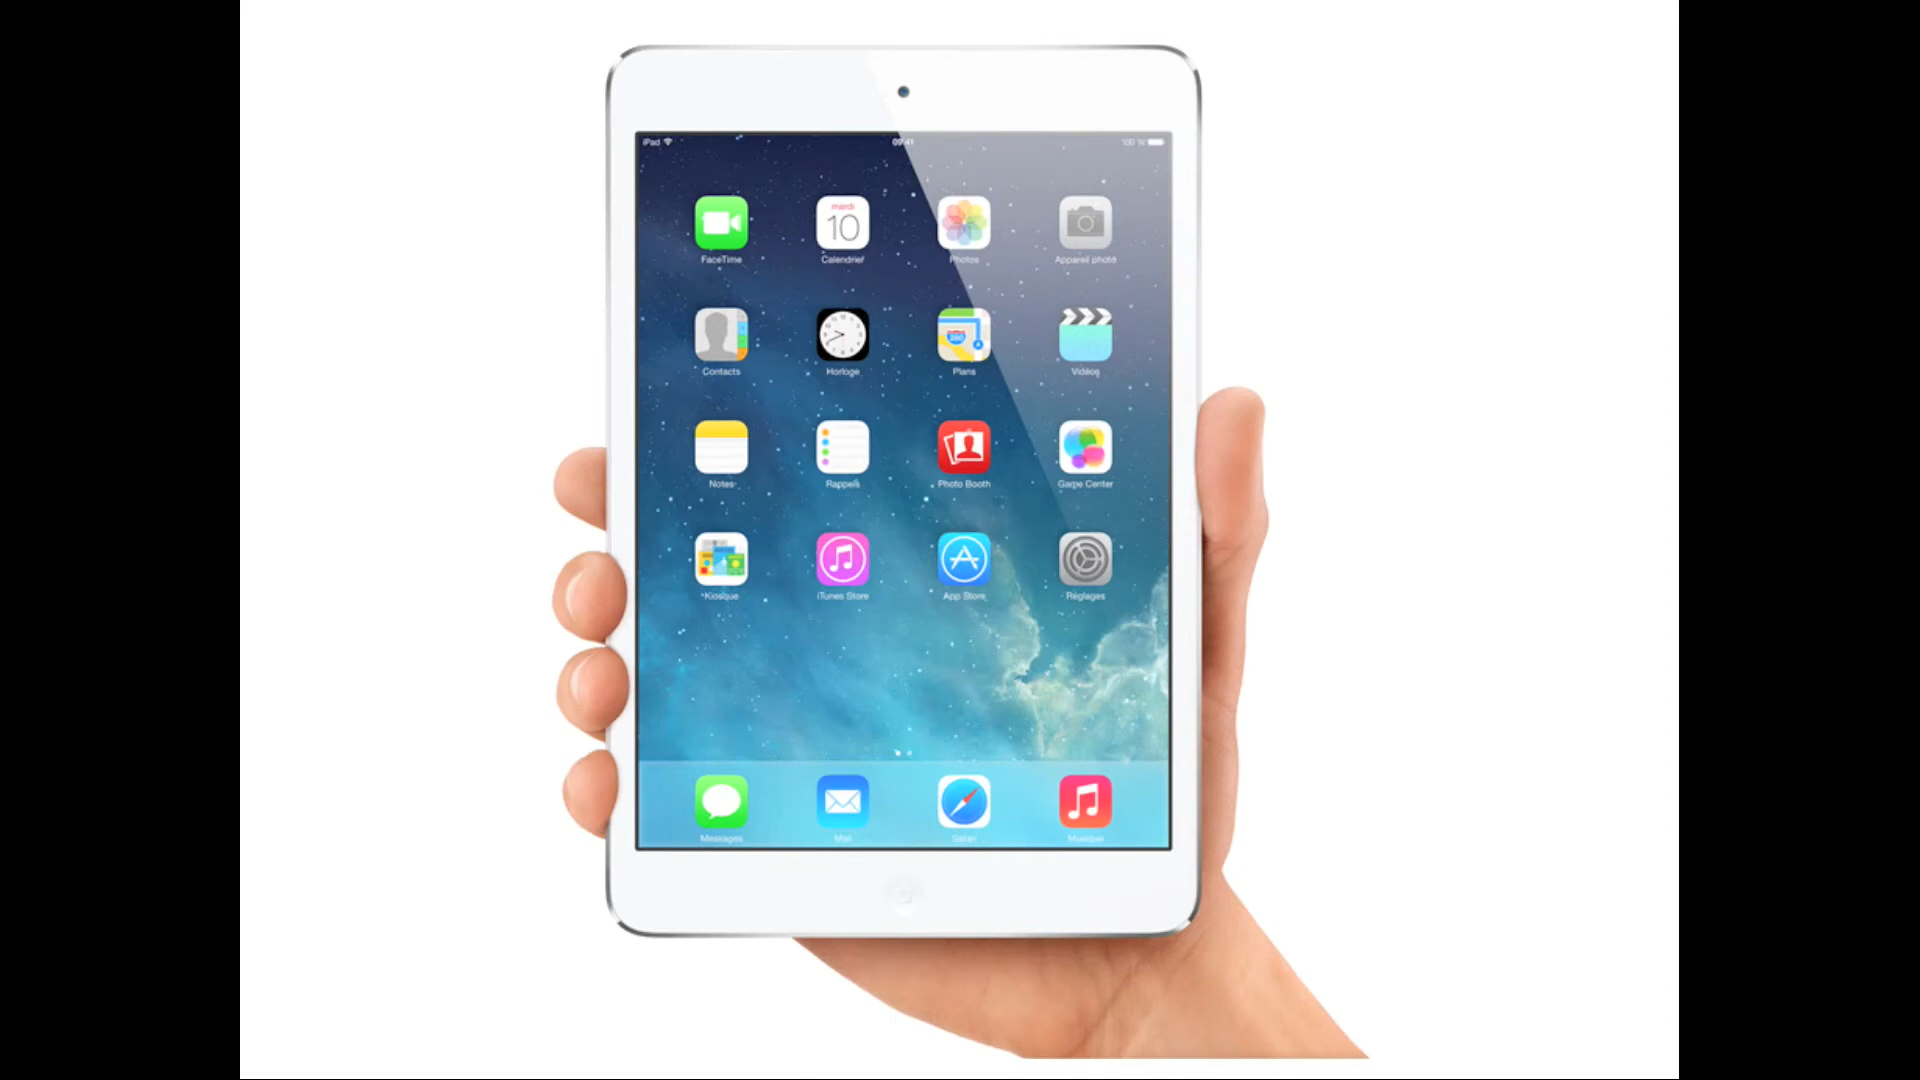 iPad 09:41 100 %
mardi
10
FaceTime Calendrier Photos Appareil photo
280
Contacts Horloge Plans Vidéos
Notes Rappels Photo Booth Game Center
Kiosque iTunes Store App Store Réglages
Messages Mail Safari Musique